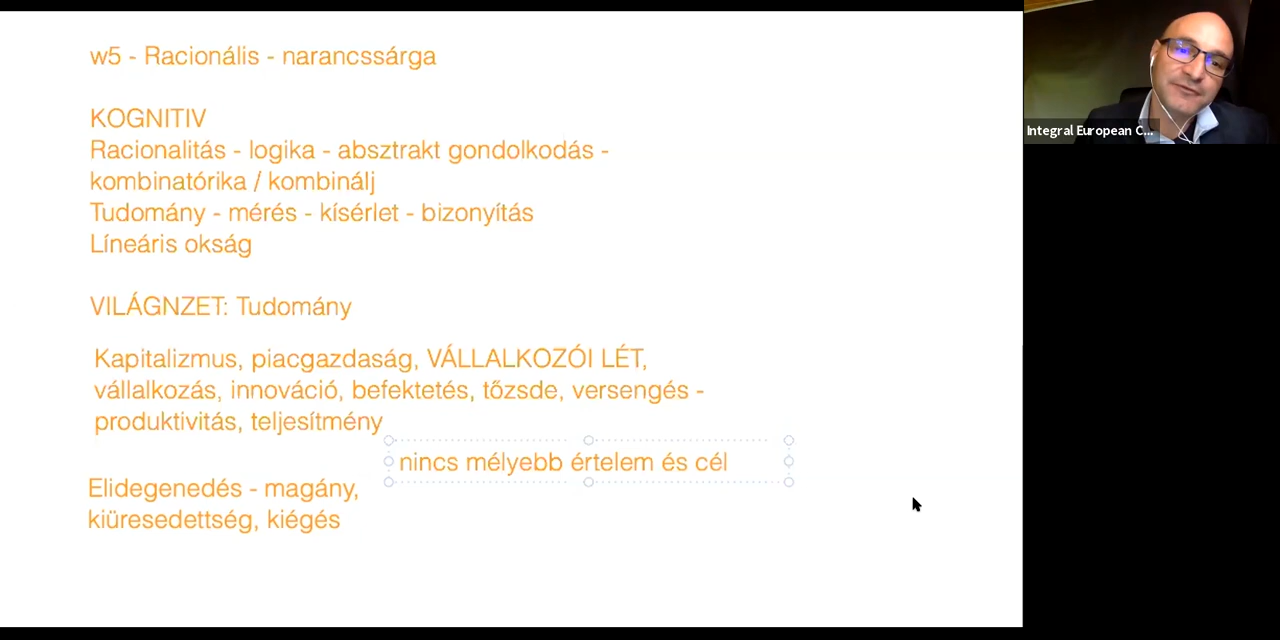 w5 - Racionális - narancssárga
KOGNITIV
Racionalitás - logika - absztrakt gondolkodás -
kombinatórika / kombinálj
Tudomány - mérés - kísérlet - bizonyítás
Líneáris okság
VILÁGNZET: Tudomány
Kapitalizmus, piacgazdaság, VÁLLALKOZÓI LÉT,
vállalkozás, innováció, befektetés, tőzsde, versengés -
produktivitás, teljesítmény
nincs mélyebb értelem és cél
Elidegenedés - magány,
kiüresedettség, kiégés
Integral European C...